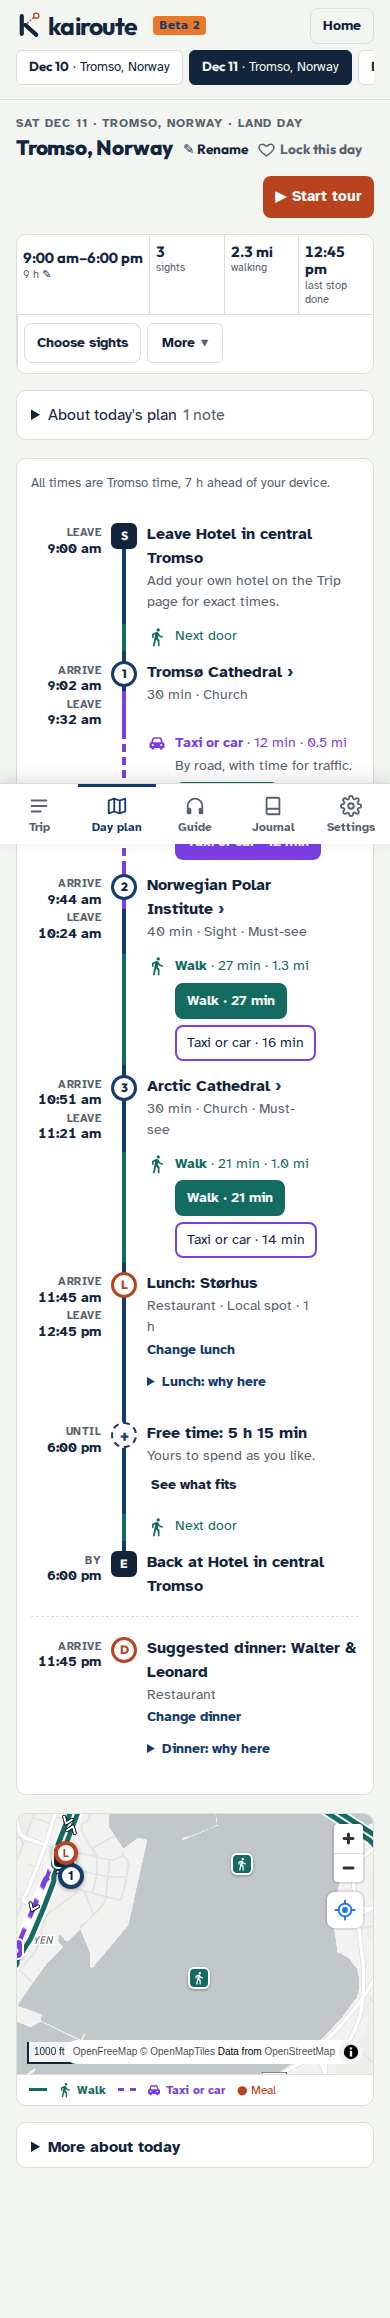 kairoute Beta 2 Home
Dec 10 · Tromso, Norway Dec 11 · Tromso, Norway
SAT DEC 11 · TROMSO, NORWAY · LAND DAY
Tromso, Norway ✎ Rename Lock this day
▶ Start tour
9:00 am–6:00 pm
9 h ✎
3
sights
2.3 mi
walking
12:45
pm
last stop
done
Choose sights More ▾
▶ About today's plan 1 note
All times are Tromso time, 7 h ahead of your device.
LEAVE
9:00 am
S
Leave Hotel in central
Tromso
Add your own hotel on the Trip
page for exact times.
Next door
ARRIVE
9:02 am
LEAVE
9:32 am
1
Tromsø Cathedral ›
30 min · Church
Taxi or car · 12 min · 0.5 mi
By road, with time for traffic.
Trip Day plan Guide Journal Settings
ARRIVE
9:44 am
LEAVE
10:24 am
2
Norwegian Polar
Institute ›
40 min · Sight · Must-see
Walk · 27 min · 1.3 mi
Walk · 27 min
Taxi or car · 16 min
ARRIVE
10:51 am
LEAVE
11:21 am
3
Arctic Cathedral ›
30 min · Church · Must-
see
Walk · 21 min · 1.0 mi
Walk · 21 min
Taxi or car · 14 min
ARRIVE
11:45 am
LEAVE
12:45 pm
L
Lunch: Størhus
Restaurant · Local spot · 1
h
Change lunch
▶ Lunch: why here
UNTIL
6:00 pm
+
Free time: 5 h 15 min
Yours to spend as you like.
See what fits
Next door
BY
6:00 pm
E
Back at Hotel in central
Tromso
ARRIVE
11:45 pm
D
Suggested dinner: Walter &
Leonard
Restaurant
Change dinner
▶ Dinner: why here
L
1
YEN
+
−
1000 ft OpenFreeMap © OpenMapTiles Data from OpenStreetMap
Walk Taxi or car Meal
▶ More about today